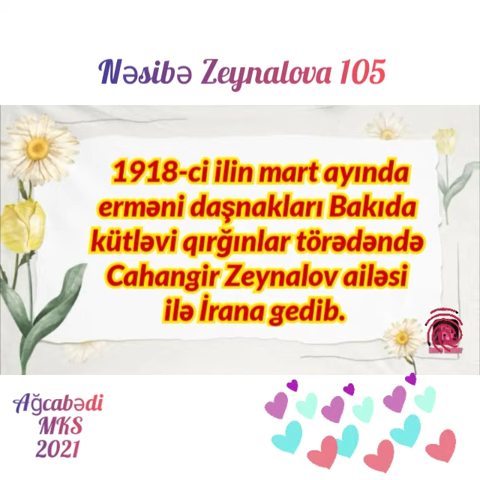 Nəsibə Zeynalova 105
1918-ci ilin mart ayında
erməni daşnakları Bakıda
kütləvi qırğınlar törədəndə
Cahangir Zeynalov ailəsi
ilə İrana gedib.
Ağcabədi
MKS
2021